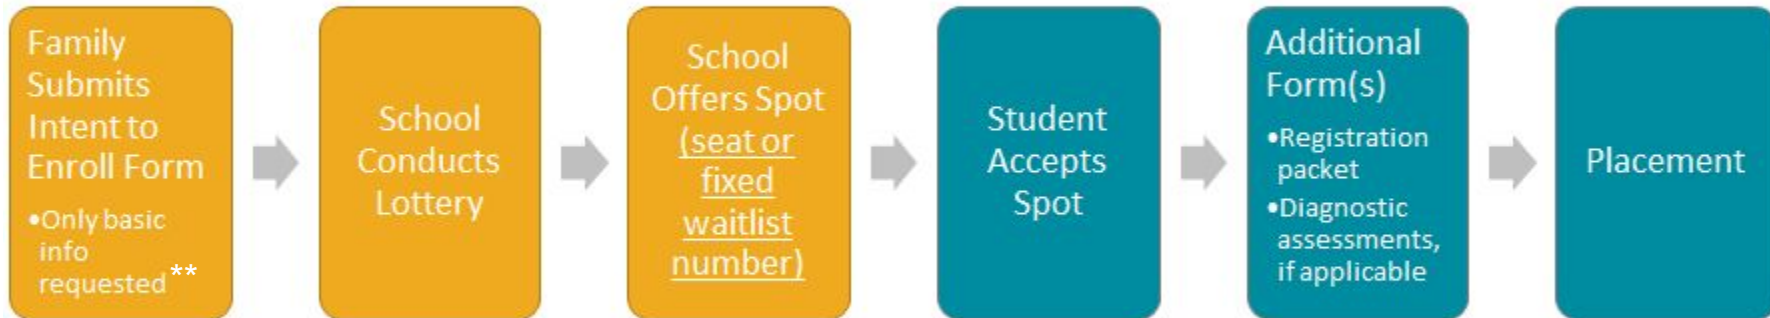 Family
Submits
Intent to
Enroll Form
•Only basic
info
requested**
School
Conducts
Lottery
School
Offers Spot
(seat or
fixed
waitlist
number)
Student
Accepts
Spot
Additional
Form(s)
•Registration
packet
•Diagnostic
assessments,
if applicable
Placement